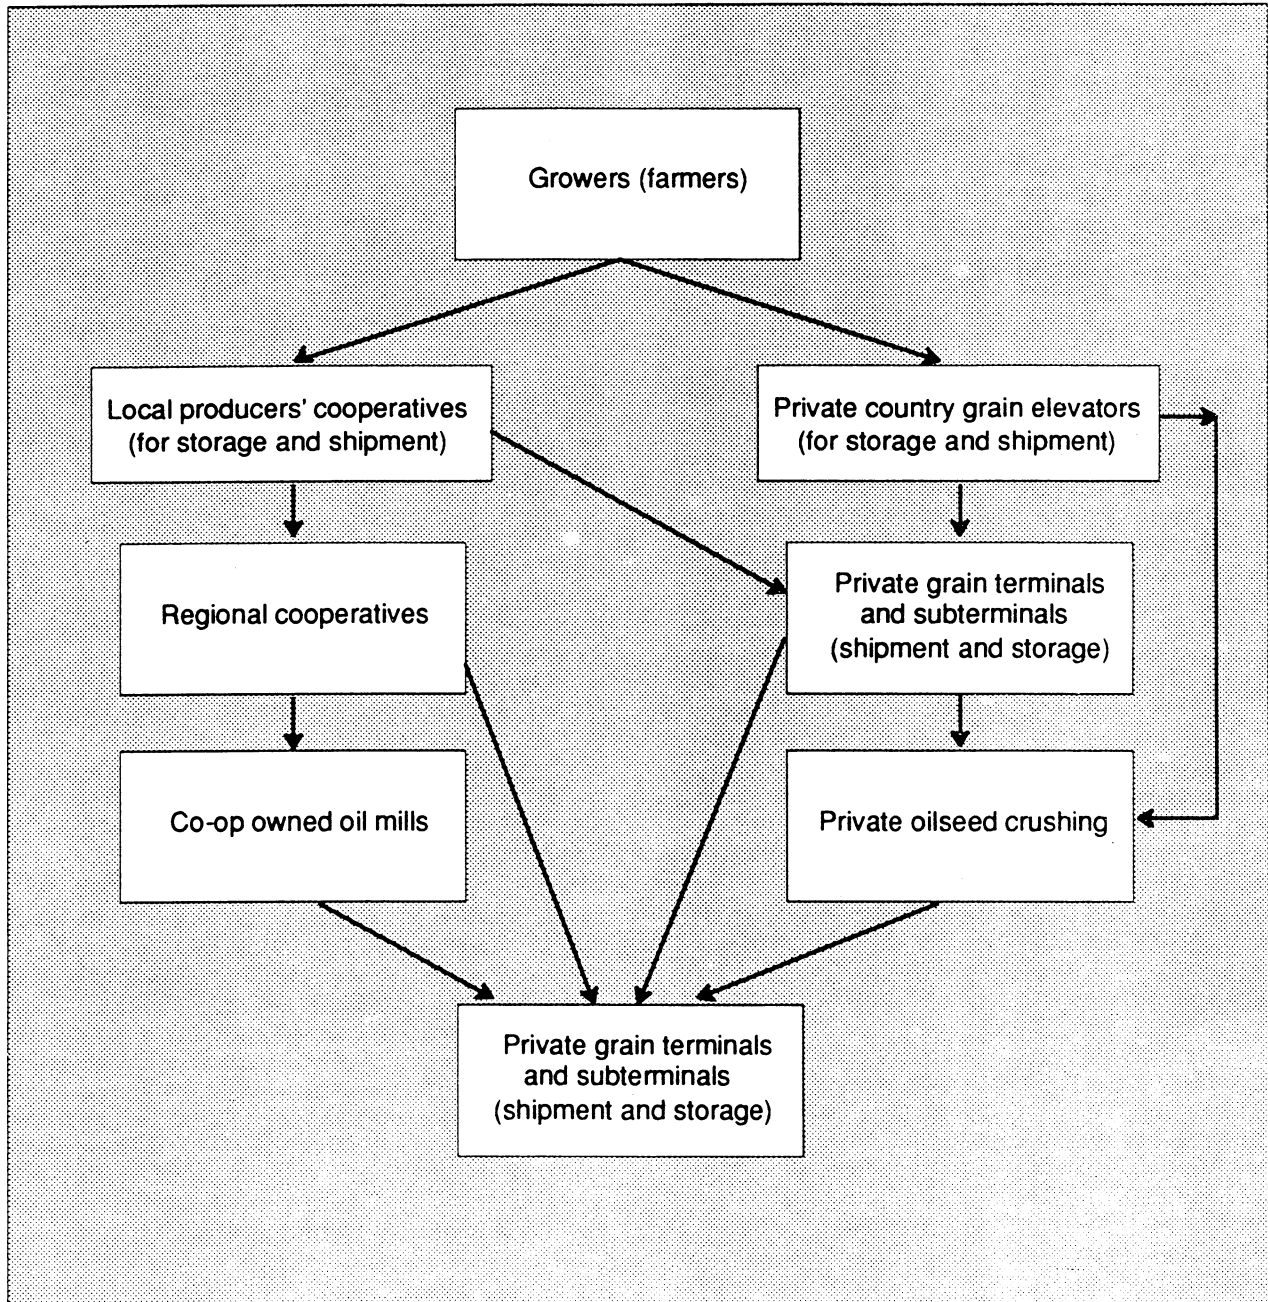 Growers (farmers)
Local producers' cooperatives
(for storage and shipment)
Private country grain elevators
(for storage and shipment)
Regional cooperatives
Private grain terminals
and subterminals
(shipment and storage)
Co-op owned oil mills
Private oilseed crushing
Private grain terminals
and subterminals
(shipment and storage)